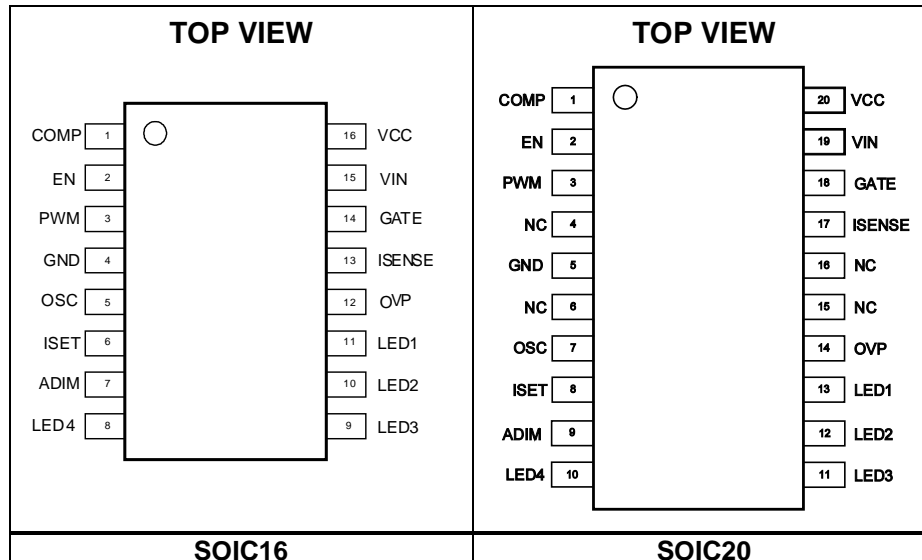 TOP VIEW
COMP 1 16 VCC
EN 2 15 VIN
PWM 3 14 GATE
GND 4 13 ISENSE
OSC 5 12 OVP
ISET 6 11 LED1
ADIM 7 10 LED2
LED4 8 9 LED3
SOIC16
TOP VIEW
COMP 1 20 VCC
EN 2 19 VIN
PWM 3 18 GATE
NC 4 17 ISENSE
GND 5 16 NC
NC 6 15 NC
OSC 7 14 OVP
ISET 8 13 LED1
ADIM 9 12 LED2
LED4 10 11 LED3
SOIC20